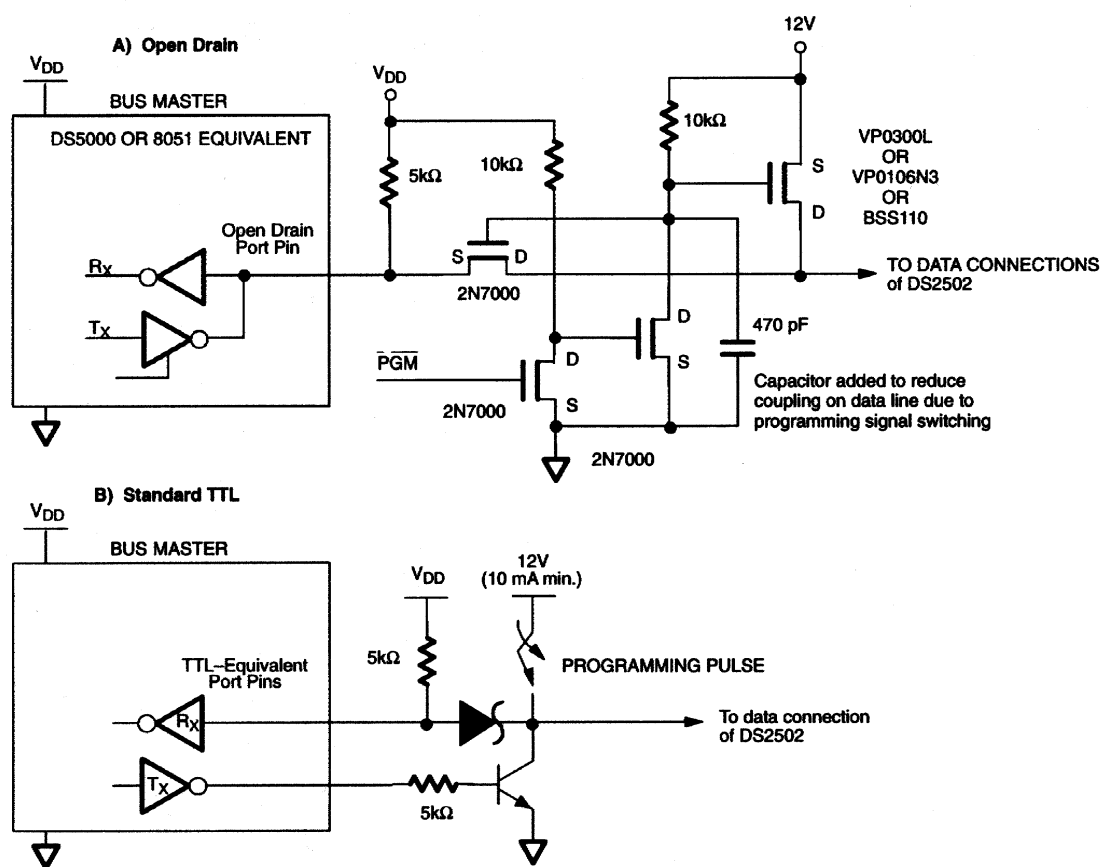 A) Open Drain
12V
VDD
BUS MASTER
VDD
DS5000 OR 8051 EQUIVALENT
5kΩ
10kΩ
10kΩ
VP0300L
OR
VP0106N3
OR
BSS110
S
D
Open Drain
Port Pin
RX
TX
S
D
2N7000
TO DATA CONNECTIONS
of DS2502
D
S
470 pF
PGM
D
S
2N7000
2N7000
Capacitor added to reduce
coupling on data line due to
programming signal switching
B) Standard TTL
VDD
BUS MASTER
VDD
12V
(10 mA min.)
5kΩ
PROGRAMMING PULSE
TTL–Equivalent
Port Pins
RX
TX
5kΩ
To data connection
of DS2502